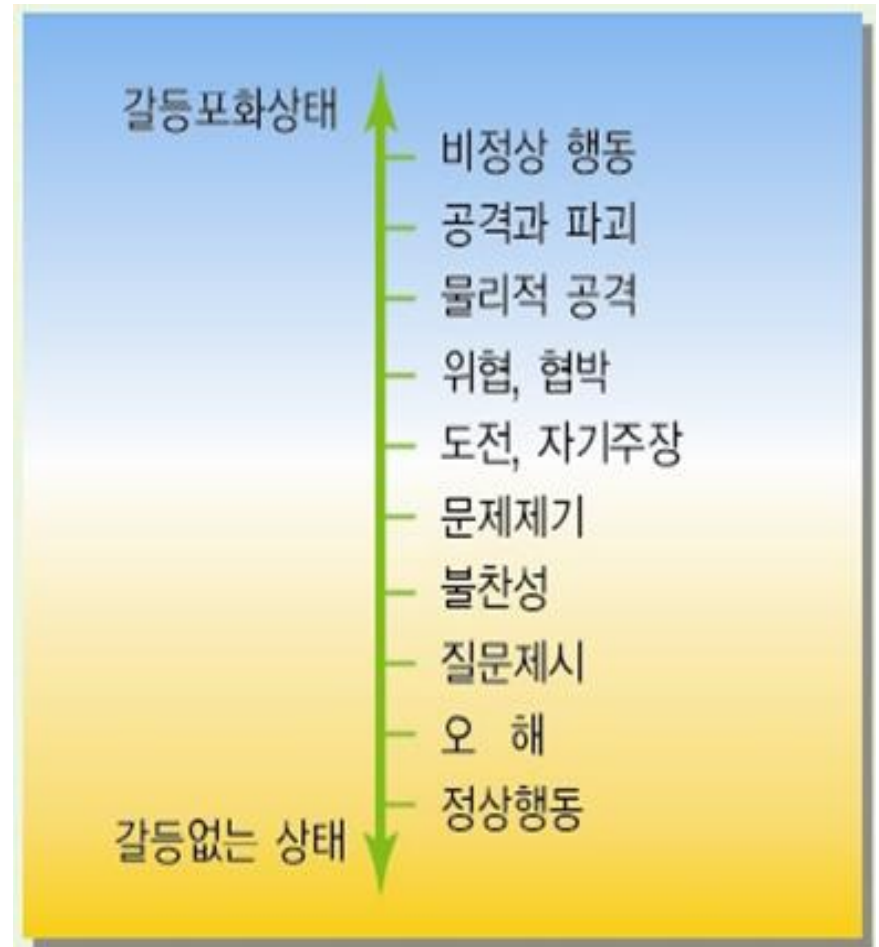 갈등포화상태
비정상 행동
공격과 파괴
물리적 공격
위협, 협박
도전, 자기주장
문제제기
불찬성
질문제시
오 해
정상행동
갈등없는 상태